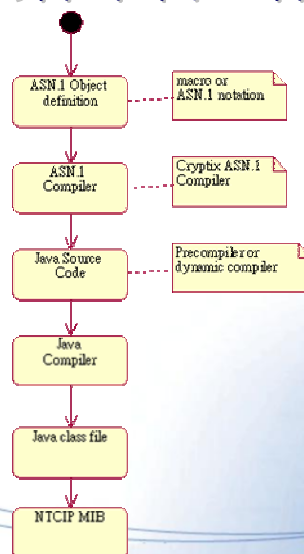 ASN.1 Object
definition
macro or
ASN.1 notation
ASN.1
Compiler
Cryptix ASN.1
Compiler
Java Source
Code
Precompiler or
dynamic compiler
Java
Compiler
Java class file
NTCIP MIB